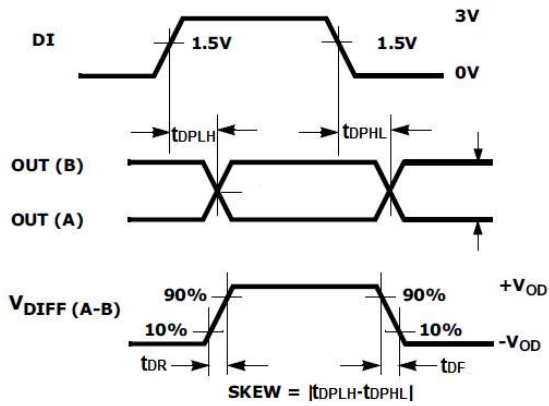 3V
DI
1.5V
1.5V
0V
tDPLH
tDPHL
OUT (B)
OUT (A)
VDIFF (A-B)
90%
90%
+VOD
10%
10%
-VOD
tDR
tDF
SKEW = |tDPLH-tDPHL|